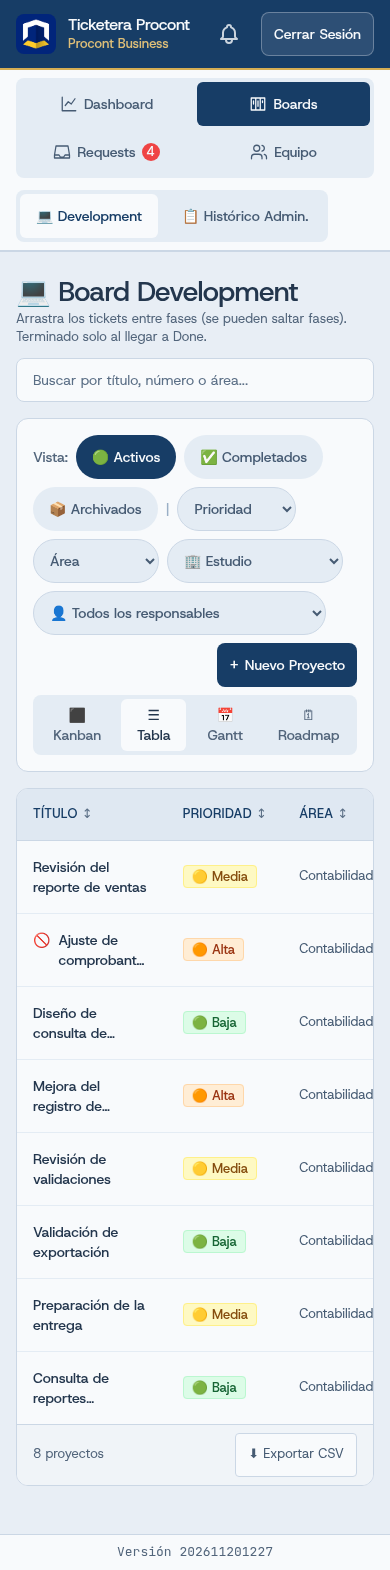 Ticketera Procont
Procont Business
Cerrar Sesión
Dashboard
Boards
Requests 4
Equipo
Development
Histórico Admin.
Board Development
Arrastra los tickets entre fases (se pueden saltar fases).
Terminado solo al llegar a Done.
Buscar por título, número o área...
Vista: Activos Completados
Archivados | Prioridad
Área Estudio
Todos los responsables
+ Nuevo Proyecto
Kanban Tabla Gantt Roadmap
TÍTULO ↕ PRIORIDAD ↕ ÁREA ↕
Revisión del
reporte de ventas
Media
Contabilidad
Ajuste de
comprobant...
Alta
Contabilidad
Diseño de
consulta de...
Baja
Contabilidad
Mejora del
registro de...
Alta
Contabilidad
Revisión de
validaciones
Media
Contabilidad
Validación de
exportación
Baja
Contabilidad
Preparación de la
entrega
Media
Contabilidad
Consulta de
reportes...
Baja
Contabilidad
8 proyectos
⬇ Exportar CSV
Versión 202611201227